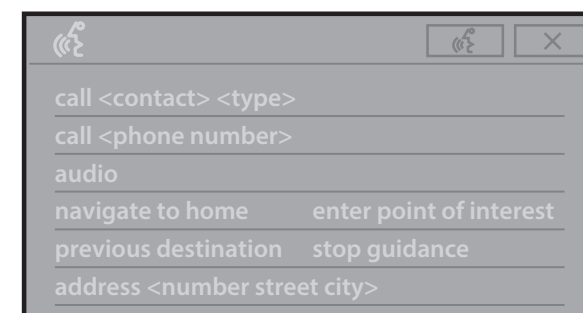 call <contact> <type>
call <phone number>
audio
navigate to home enter point of interest
previous destination stop guidance
address <number street city>